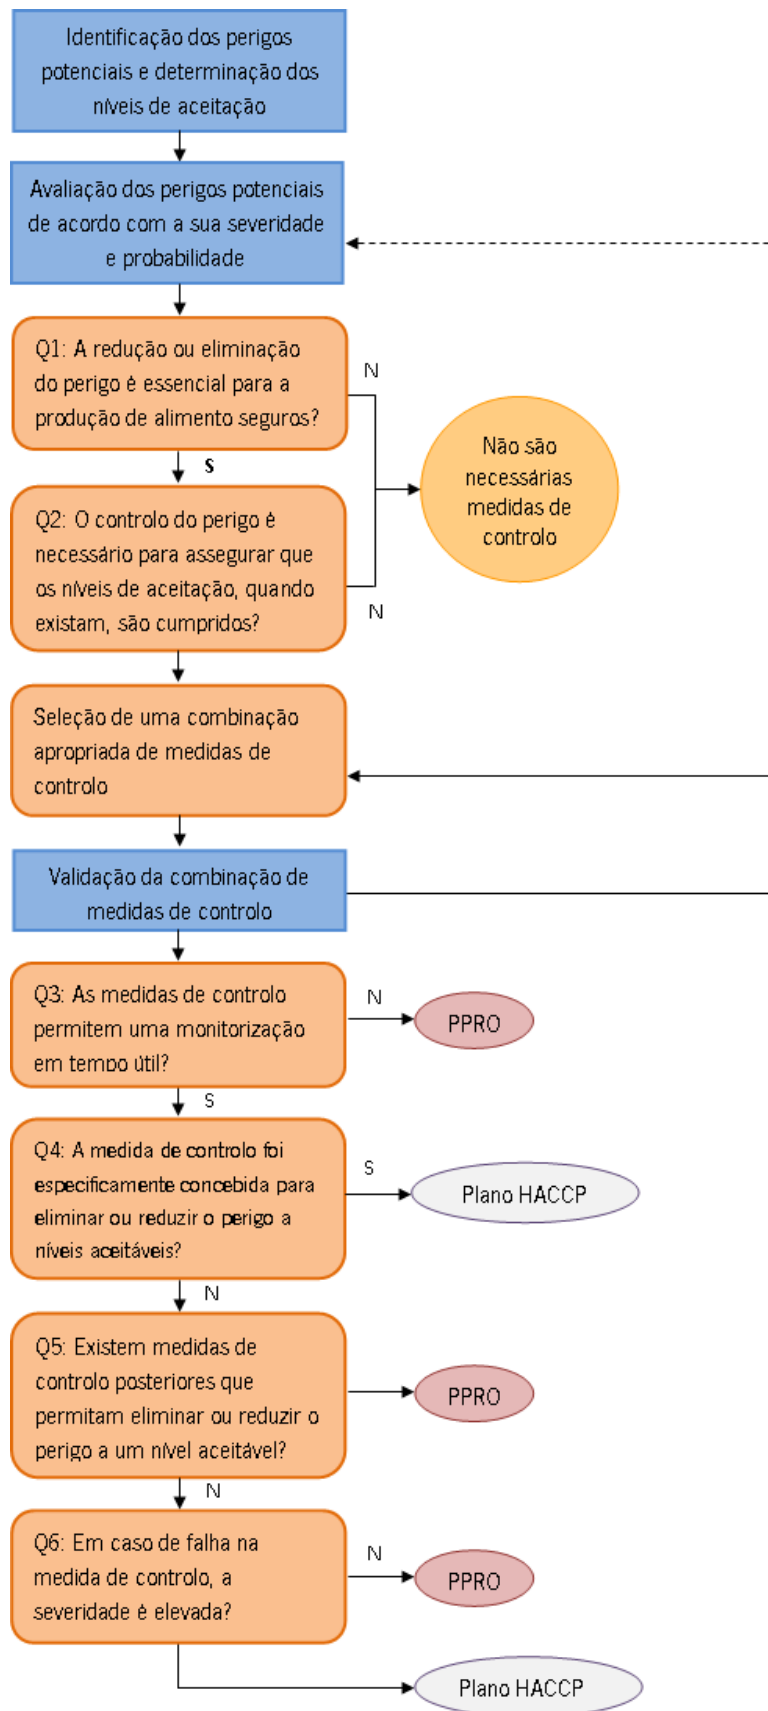 Identificação dos perigos
potenciais e determinação dos
níveis de aceitação
Avaliação dos perigos potenciais
de acordo com a sua severidade
e probabilidade
Q1: A redução ou eliminação
do perigo é essencial para a
produção de alimento seguros?
N
Não são
necessárias
medidas de
controlo
S
Q2: O controlo do perigo é
necessário para assegurar que
os níveis de aceitação, quando
existam, são cumpridos?
N
Seleção de uma combinação
apropriada de medidas de
controlo
Validação da combinação de
medidas de controlo
Q3: As medidas de controlo
permitem uma monitorização
em tempo útil?
N
PPRO
S
Q4: A medida de controlo foi
especificamente concebida para
eliminar ou reduzir o perigo a
níveis aceitáveis?
S
Plano HACCP
N
Q5: Existem medidas de
controlo posteriores que
permitam eliminar ou reduzir o
perigo a um nível aceitável?
PPRO
N
Q6: Em caso de falha na
medida de controlo, a
severidade é elevada?
N
PPRO
Plano HACCP